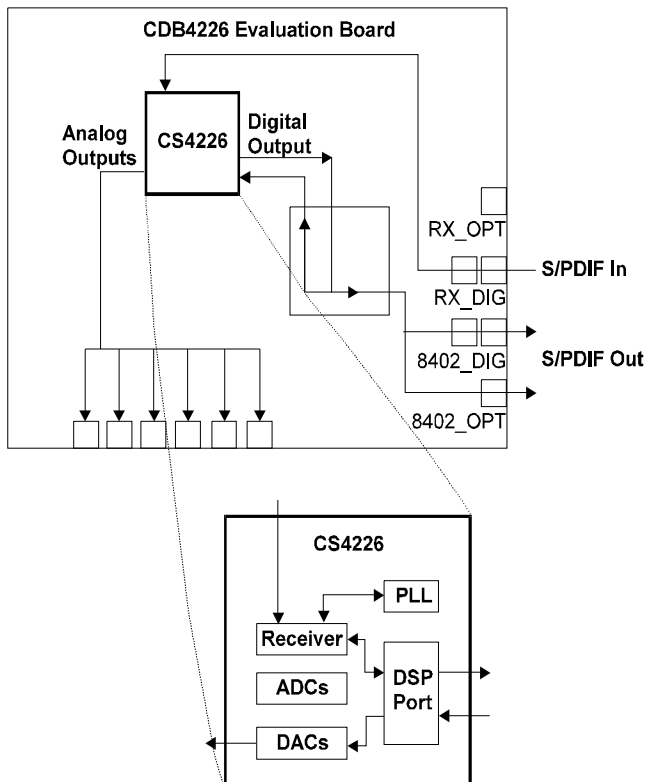 CDB4226 Evaluation Board
Analog
Outputs
CS4226
Digital
Output
RX_OPT
S/PDIF In
RX_DIG
8402_DIG
S/PDIF Out
8402_OPT
CS4226
PLL
Receiver
ADCs
DSP
Port
DACs